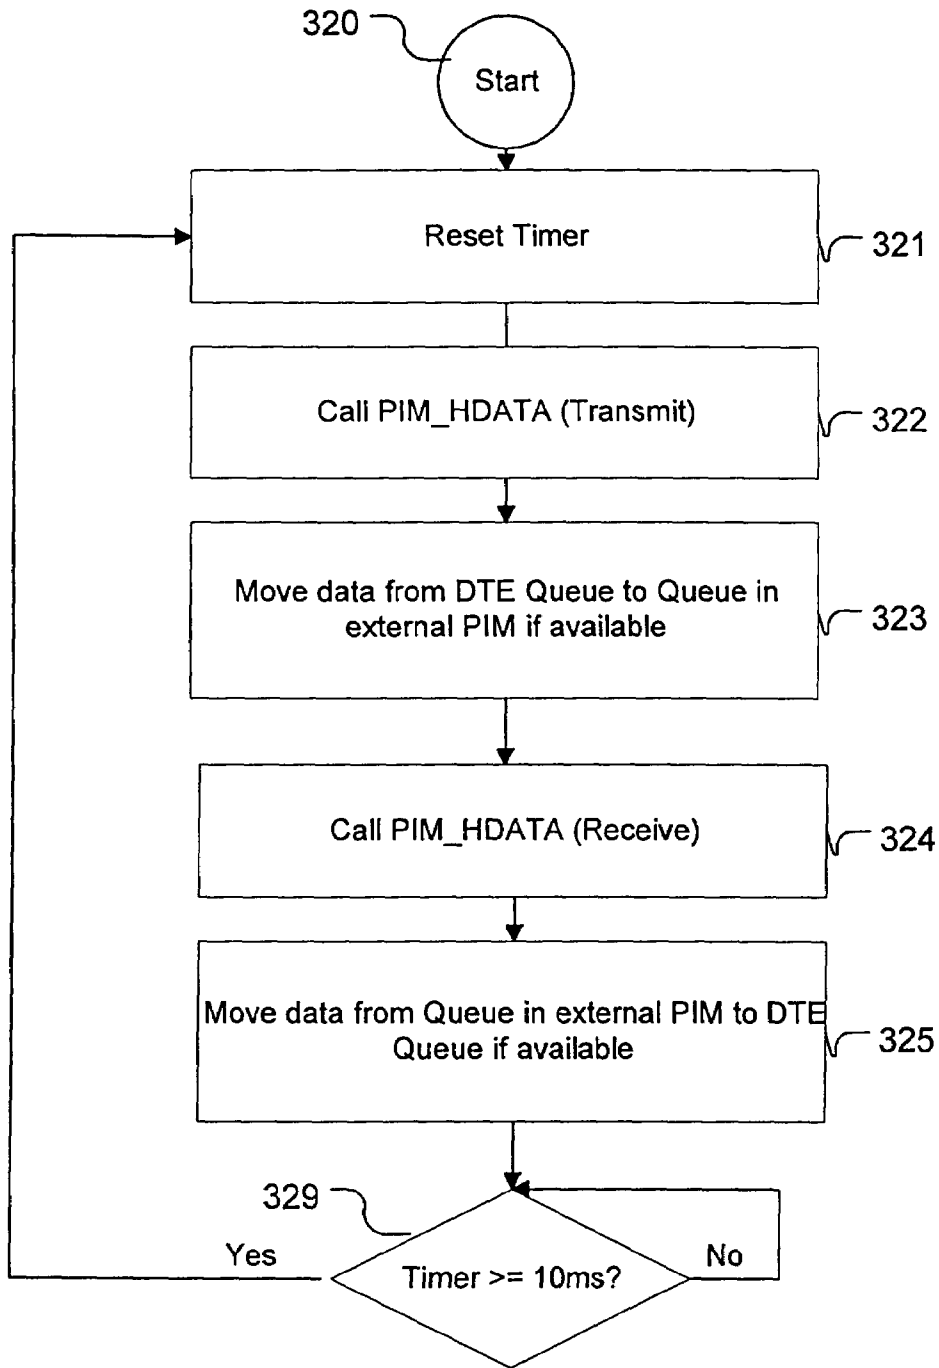 320
Start
Reset Timer
321
Call PIM_HDATA (Transmit)
322
Move data from DTE Queue to Queue in
external PIM if available
323
Call PIM_HDATA (Receive)
324
Move data from Queue in external PIM to DTE
Queue if available
325
329
Yes
Timer >= 10ms?
No